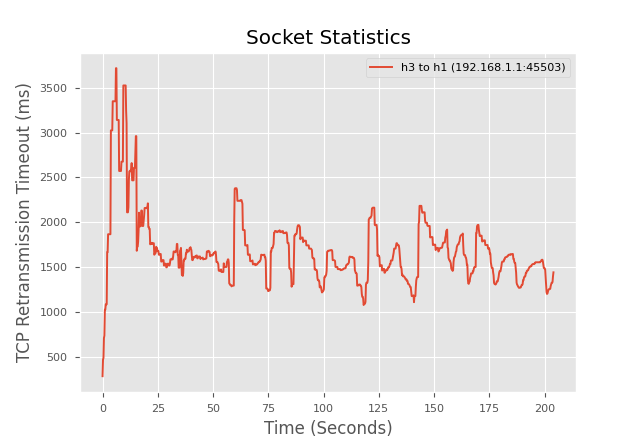 Socket Statistics
h3 to h1 (192.168.1.1:45503)
TCP Retransmission Timeout (ms)
3500
3000
2500
2000
1500
1000
500
0 25 50 75 100 125 150 175 200
Time (Seconds)